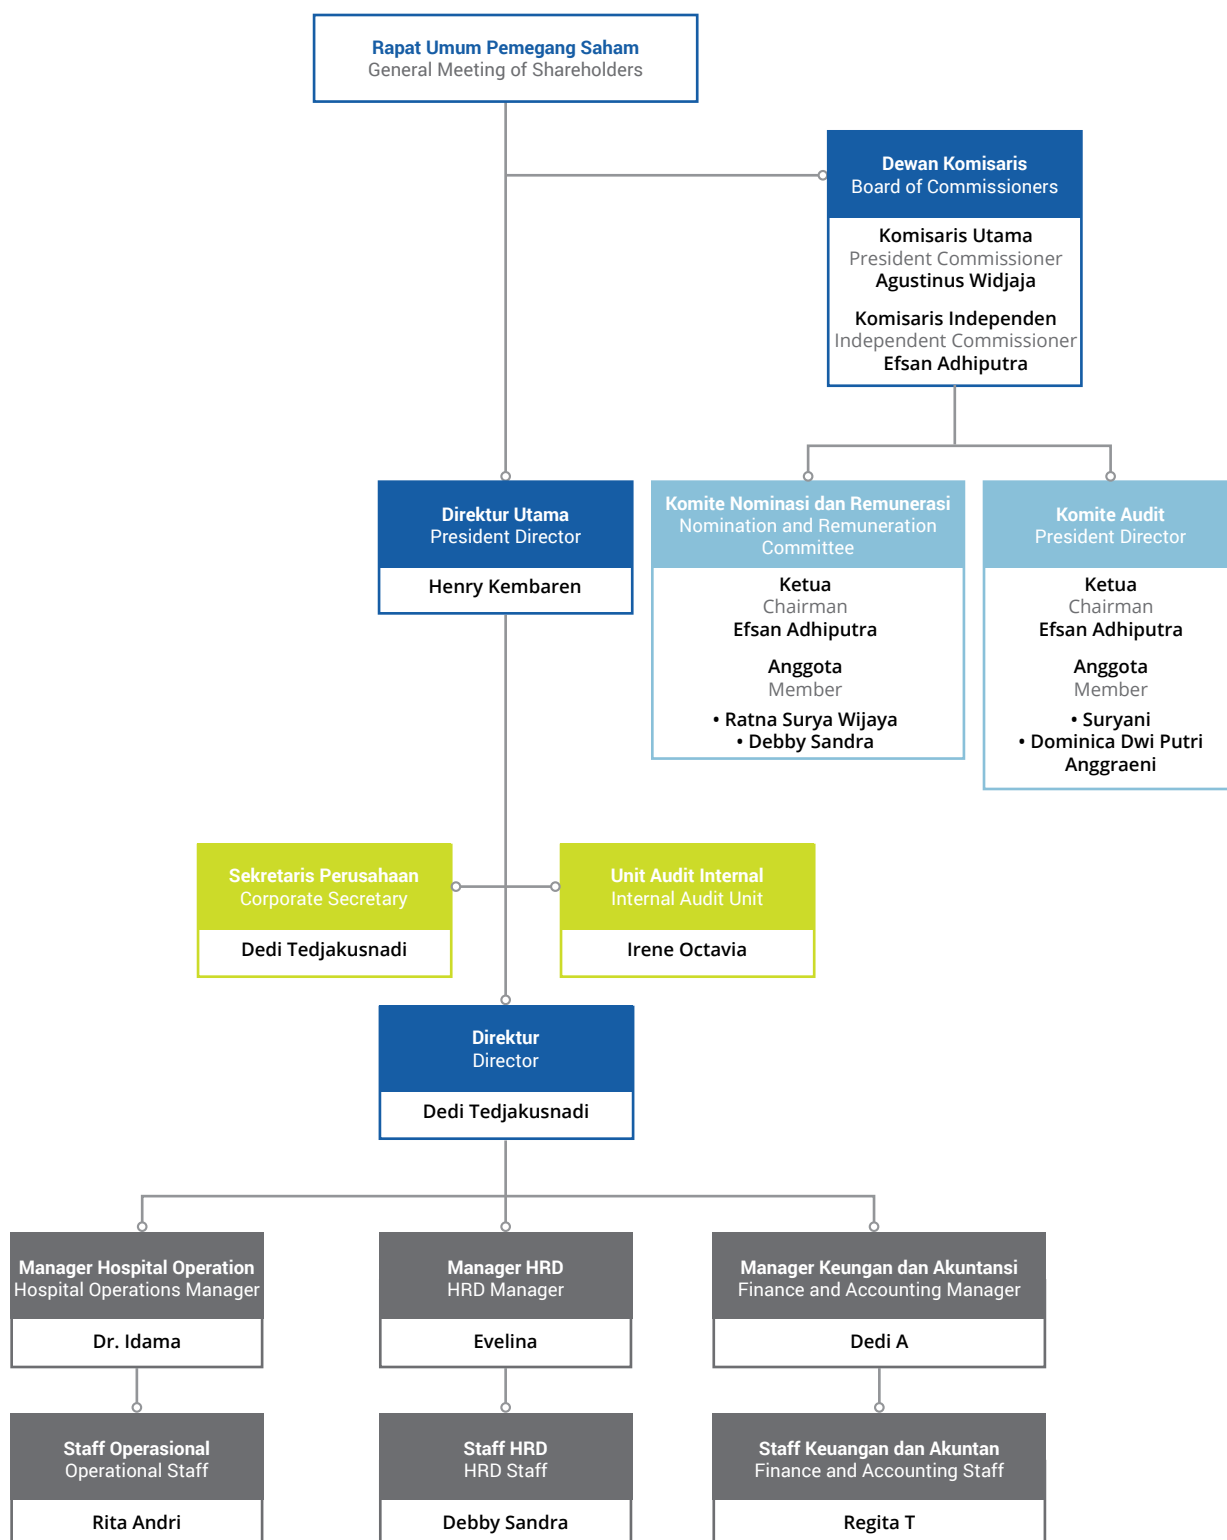 Rapat Umum Pemegang Saham
General Meeting of Shareholders
Dewan Komisaris
Board of Commissioners
Komisaris Utama
President Commissioner
Agustinus Widjaja
Komisaris Independen
Independent Commissioner
Efsan Adhiputra
Direktur Utama
President Director
Henry Kembaren
Komite Nominasi dan Remunerasi
Nomination and Remuneration
Committee
Ketua
Chairman
Efsan Adhiputra
Anggota
Member
• Ratna Surya Wijaya
• Debby Sandra
Komite Audit
President Director
Ketua
Chairman
Efsan Adhiputra
Anggota
Member
• Suryani
• Dominica Dwi Putri
Anggraeni
Sekretaris Perusahaan
Corporate Secretary
Dedi Tedjakusnadi
Unit Audit Internal
Internal Audit Unit
Irene Octavia
Direktur
Director
Dedi Tedjakusnadi
Manager Hospital Operation
Hospital Operations Manager
Dr. Idama
Manager HRD
HRD Manager
Evelina
Manager Keungan dan Akuntansi
Finance and Accounting Manager
Dedi A
Staff Operasional
Operational Staff
Rita Andri
Staff HRD
HRD Staff
Debby Sandra
Staff Keuangan dan Akuntan
Finance and Accounting Staff
Regita T